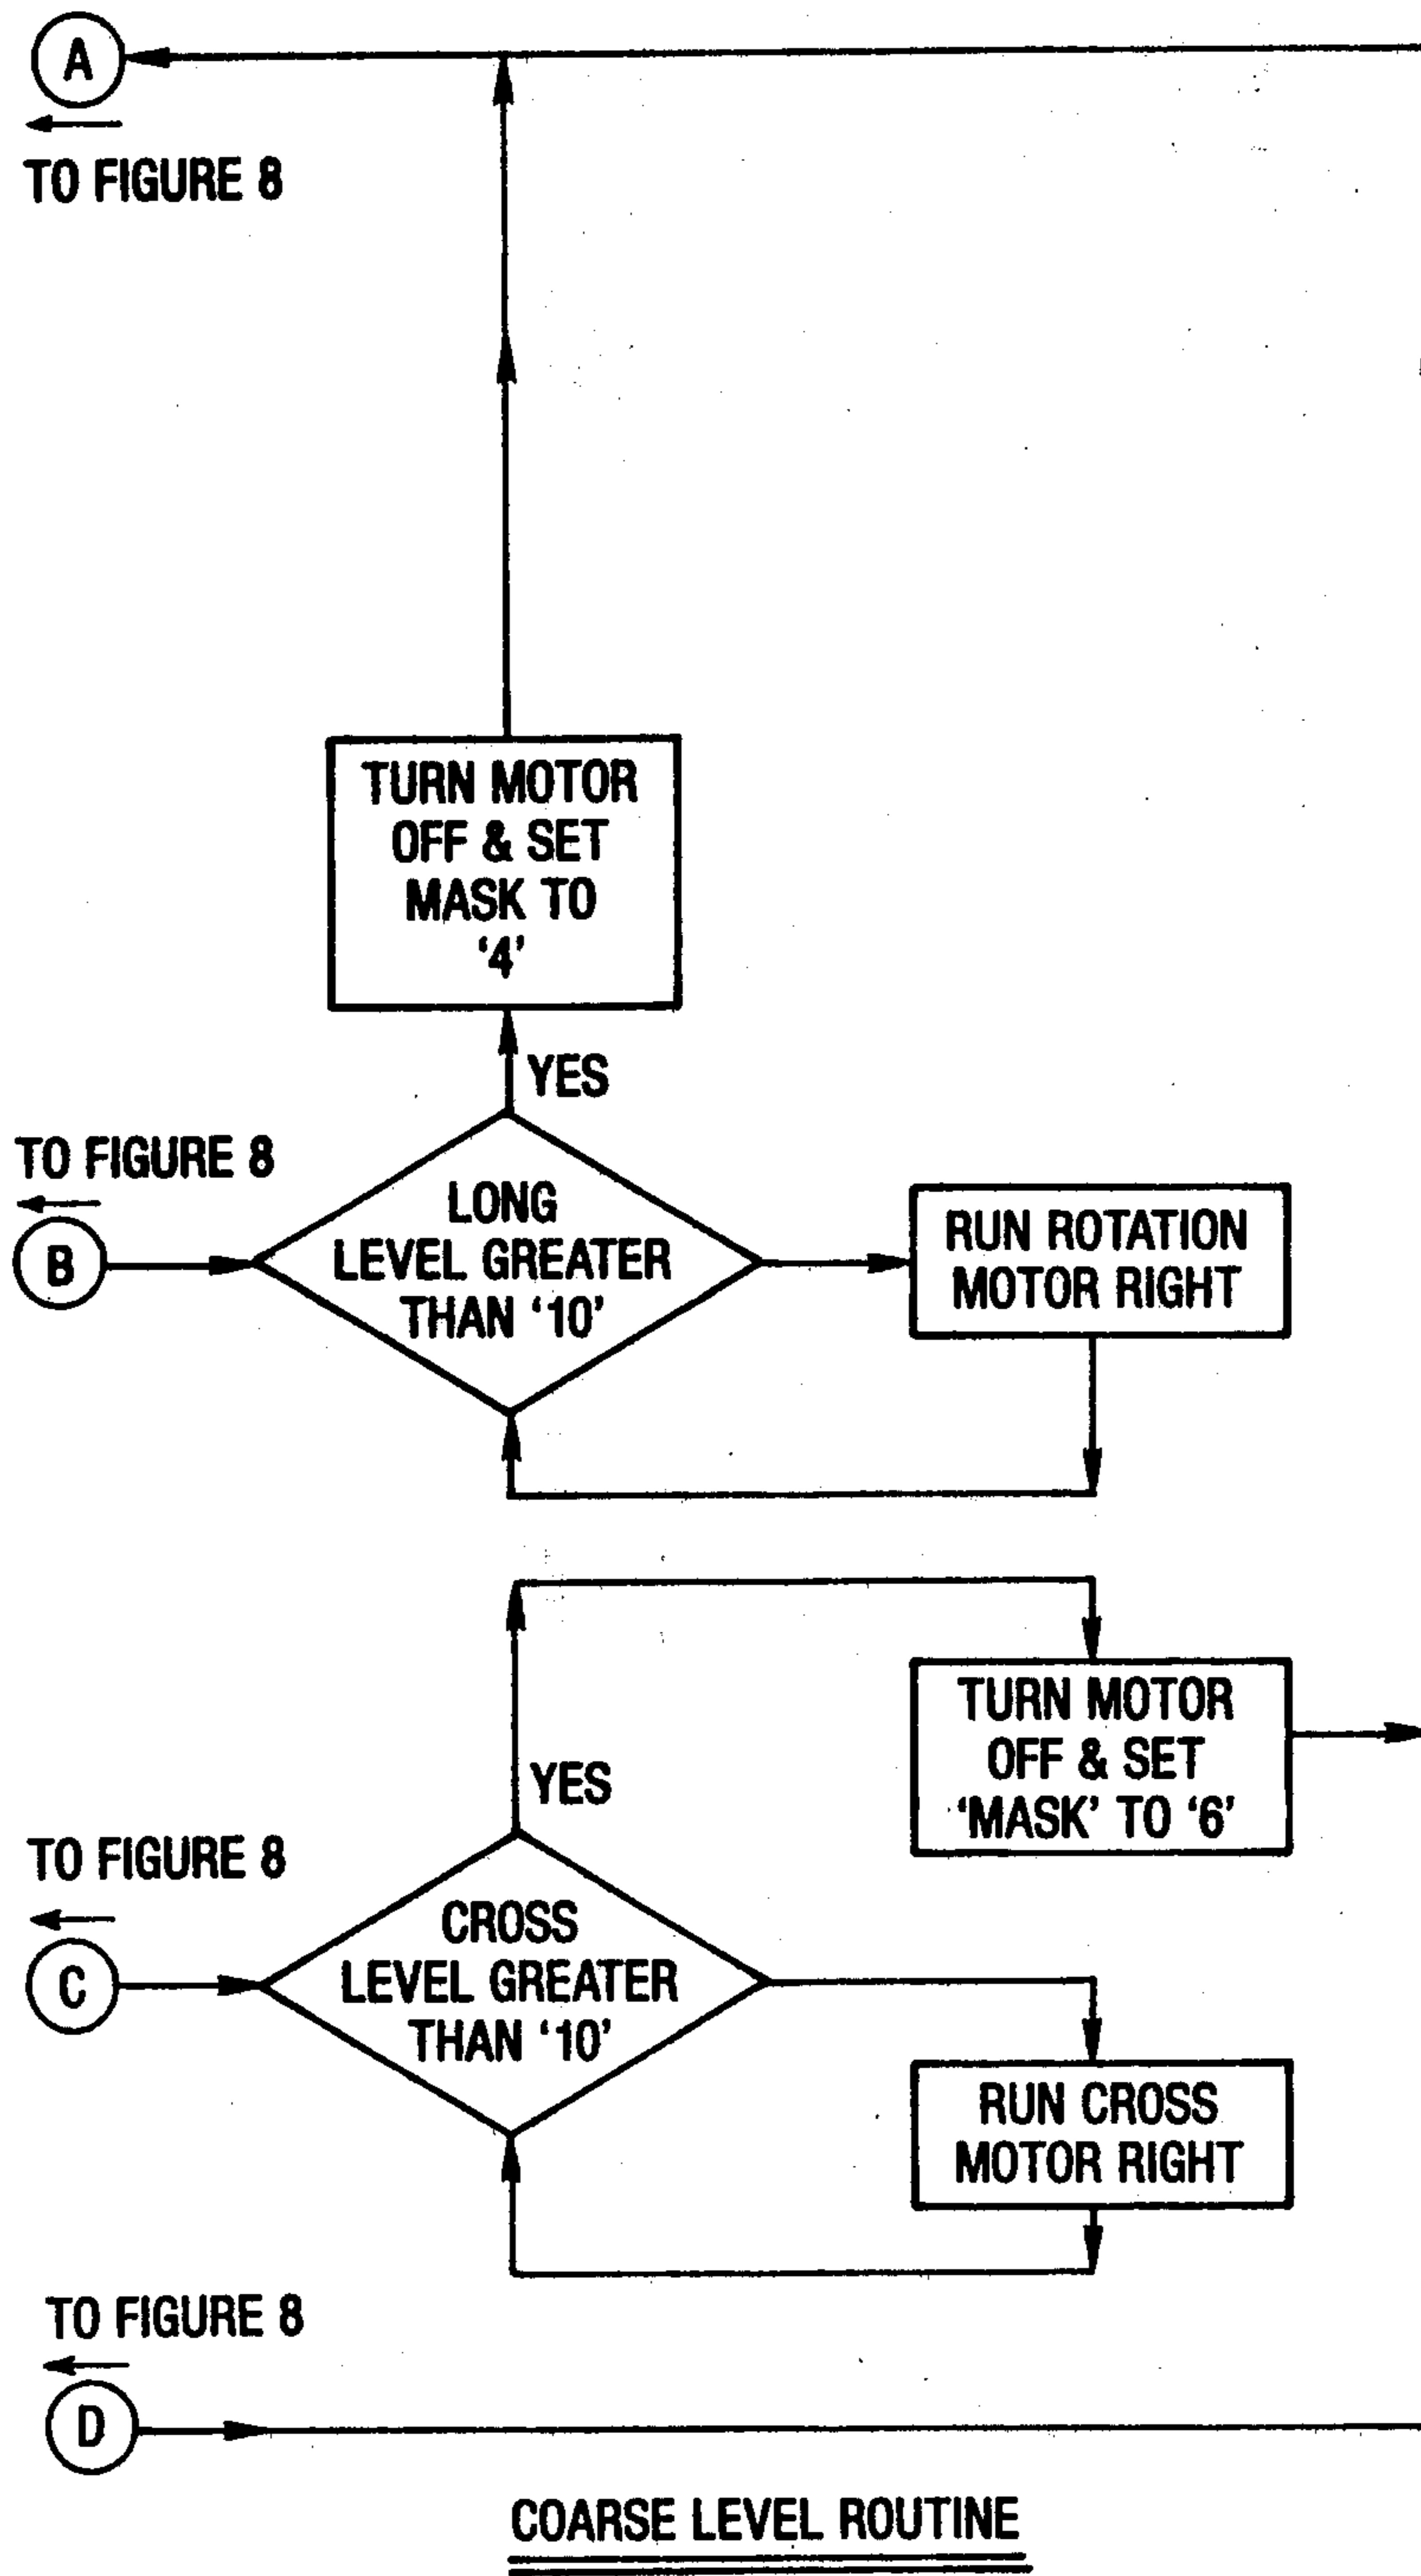 A
TO FIGURE 8
TURN MOTOR
OFF & SET
MASK TO
‘4’
YES
TO FIGURE 8
B
LONG
LEVEL GREATER
THAN ‘10’
RUN ROTATION
MOTOR RIGHT
TURN MOTOR
OFF & SET
‘MASK’ TO ‘6’
YES
TO FIGURE 8
C
CROSS
LEVEL GREATER
THAN ‘10’
RUN CROSS
MOTOR RIGHT
TO FIGURE 8
D
COARSE LEVEL ROUTINE